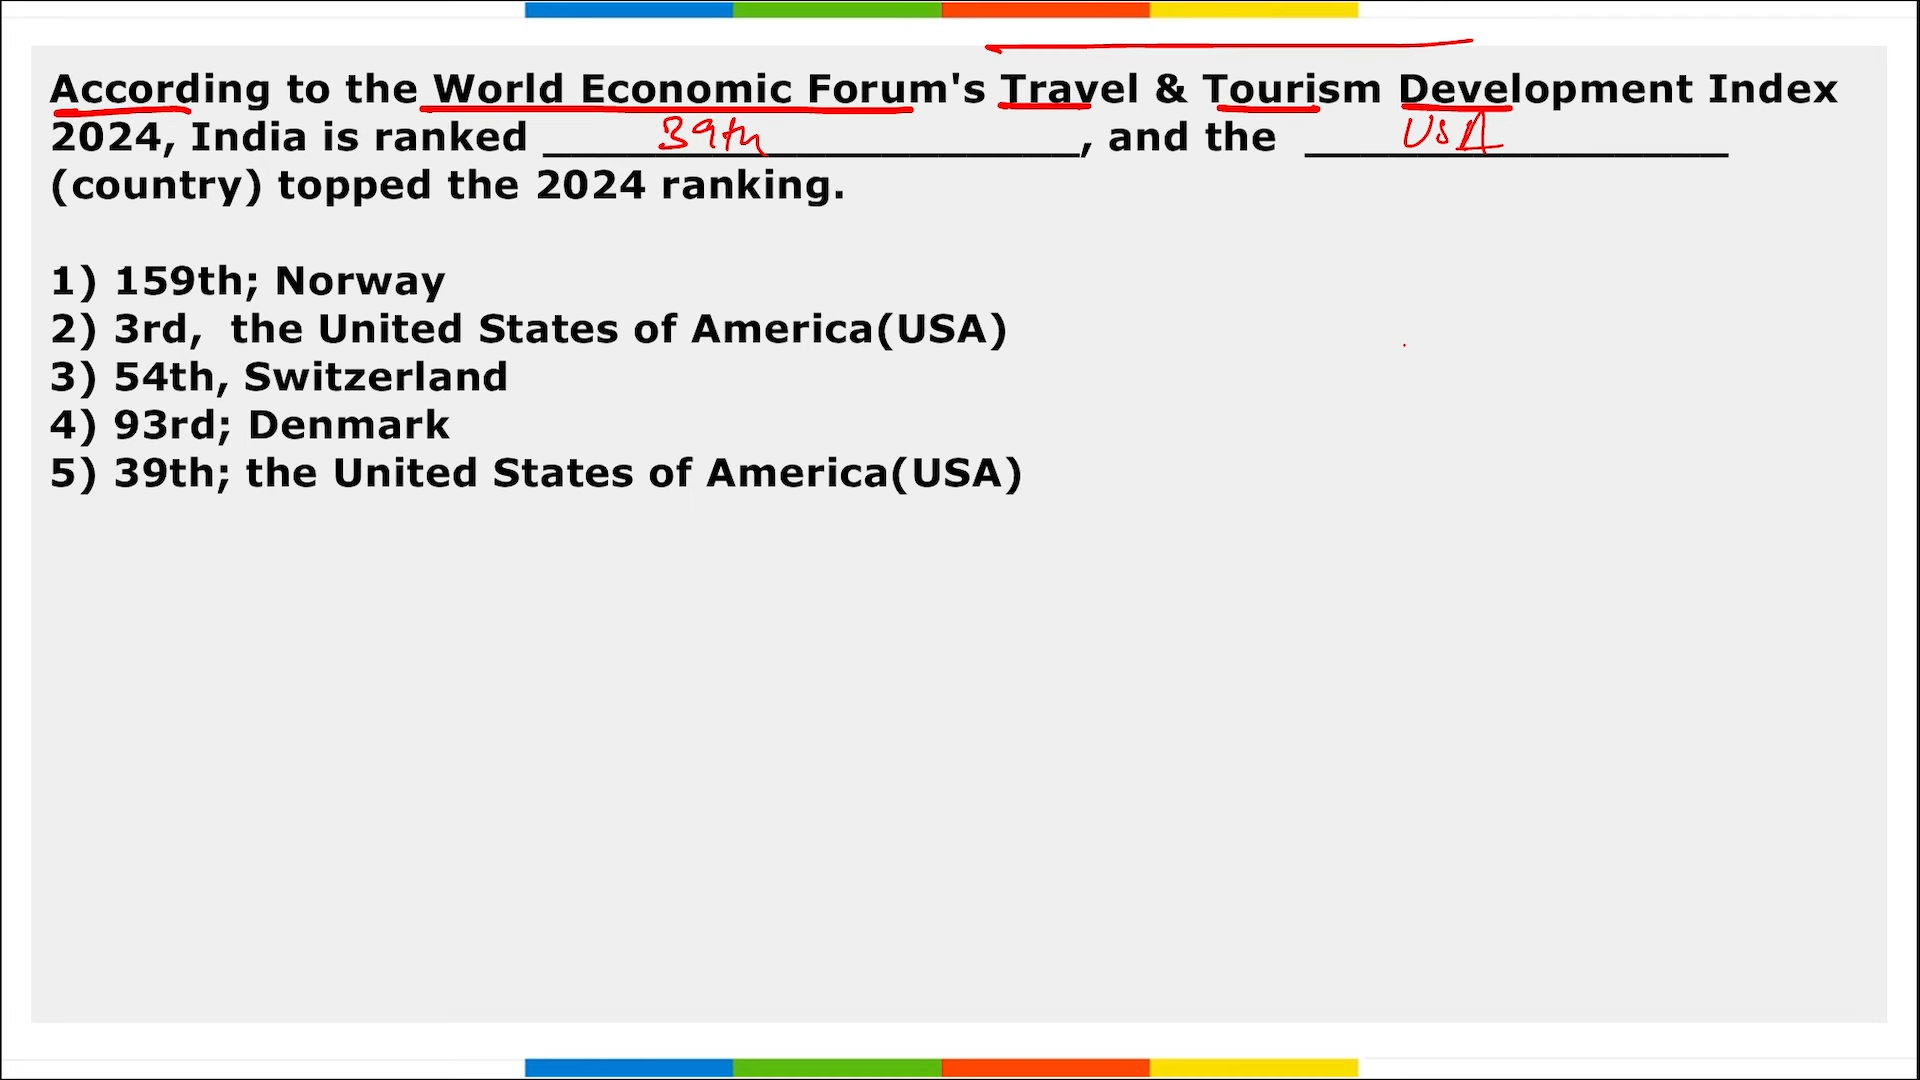 According to the World Economic Forum's Travel & Tourism Development Index
2024, India is ranked 39th, and the USA
(country) topped the 2024 ranking.
1) 159th; Norway
2) 3rd, the United States of America(USA)
3) 54th, Switzerland
4) 93rd; Denmark
5) 39th; the United States of America(USA)